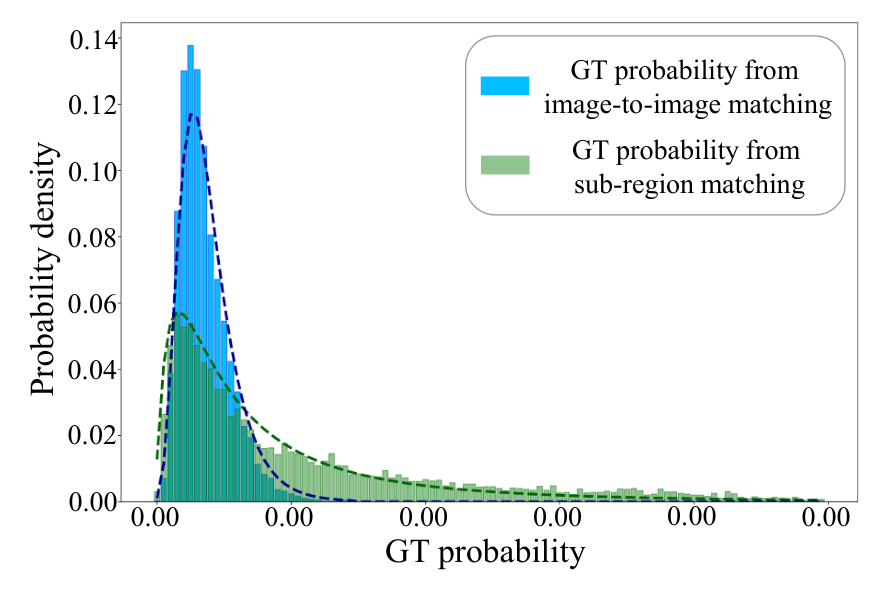 0.14
0.12
0.10
0.08
0.06
0.04
0.02
0.00
Probability density
GT probability from
image-to-image matching
GT probability from
sub-region matching
0.00 0.00 0.00 0.00 0.00 0.00
GT probability